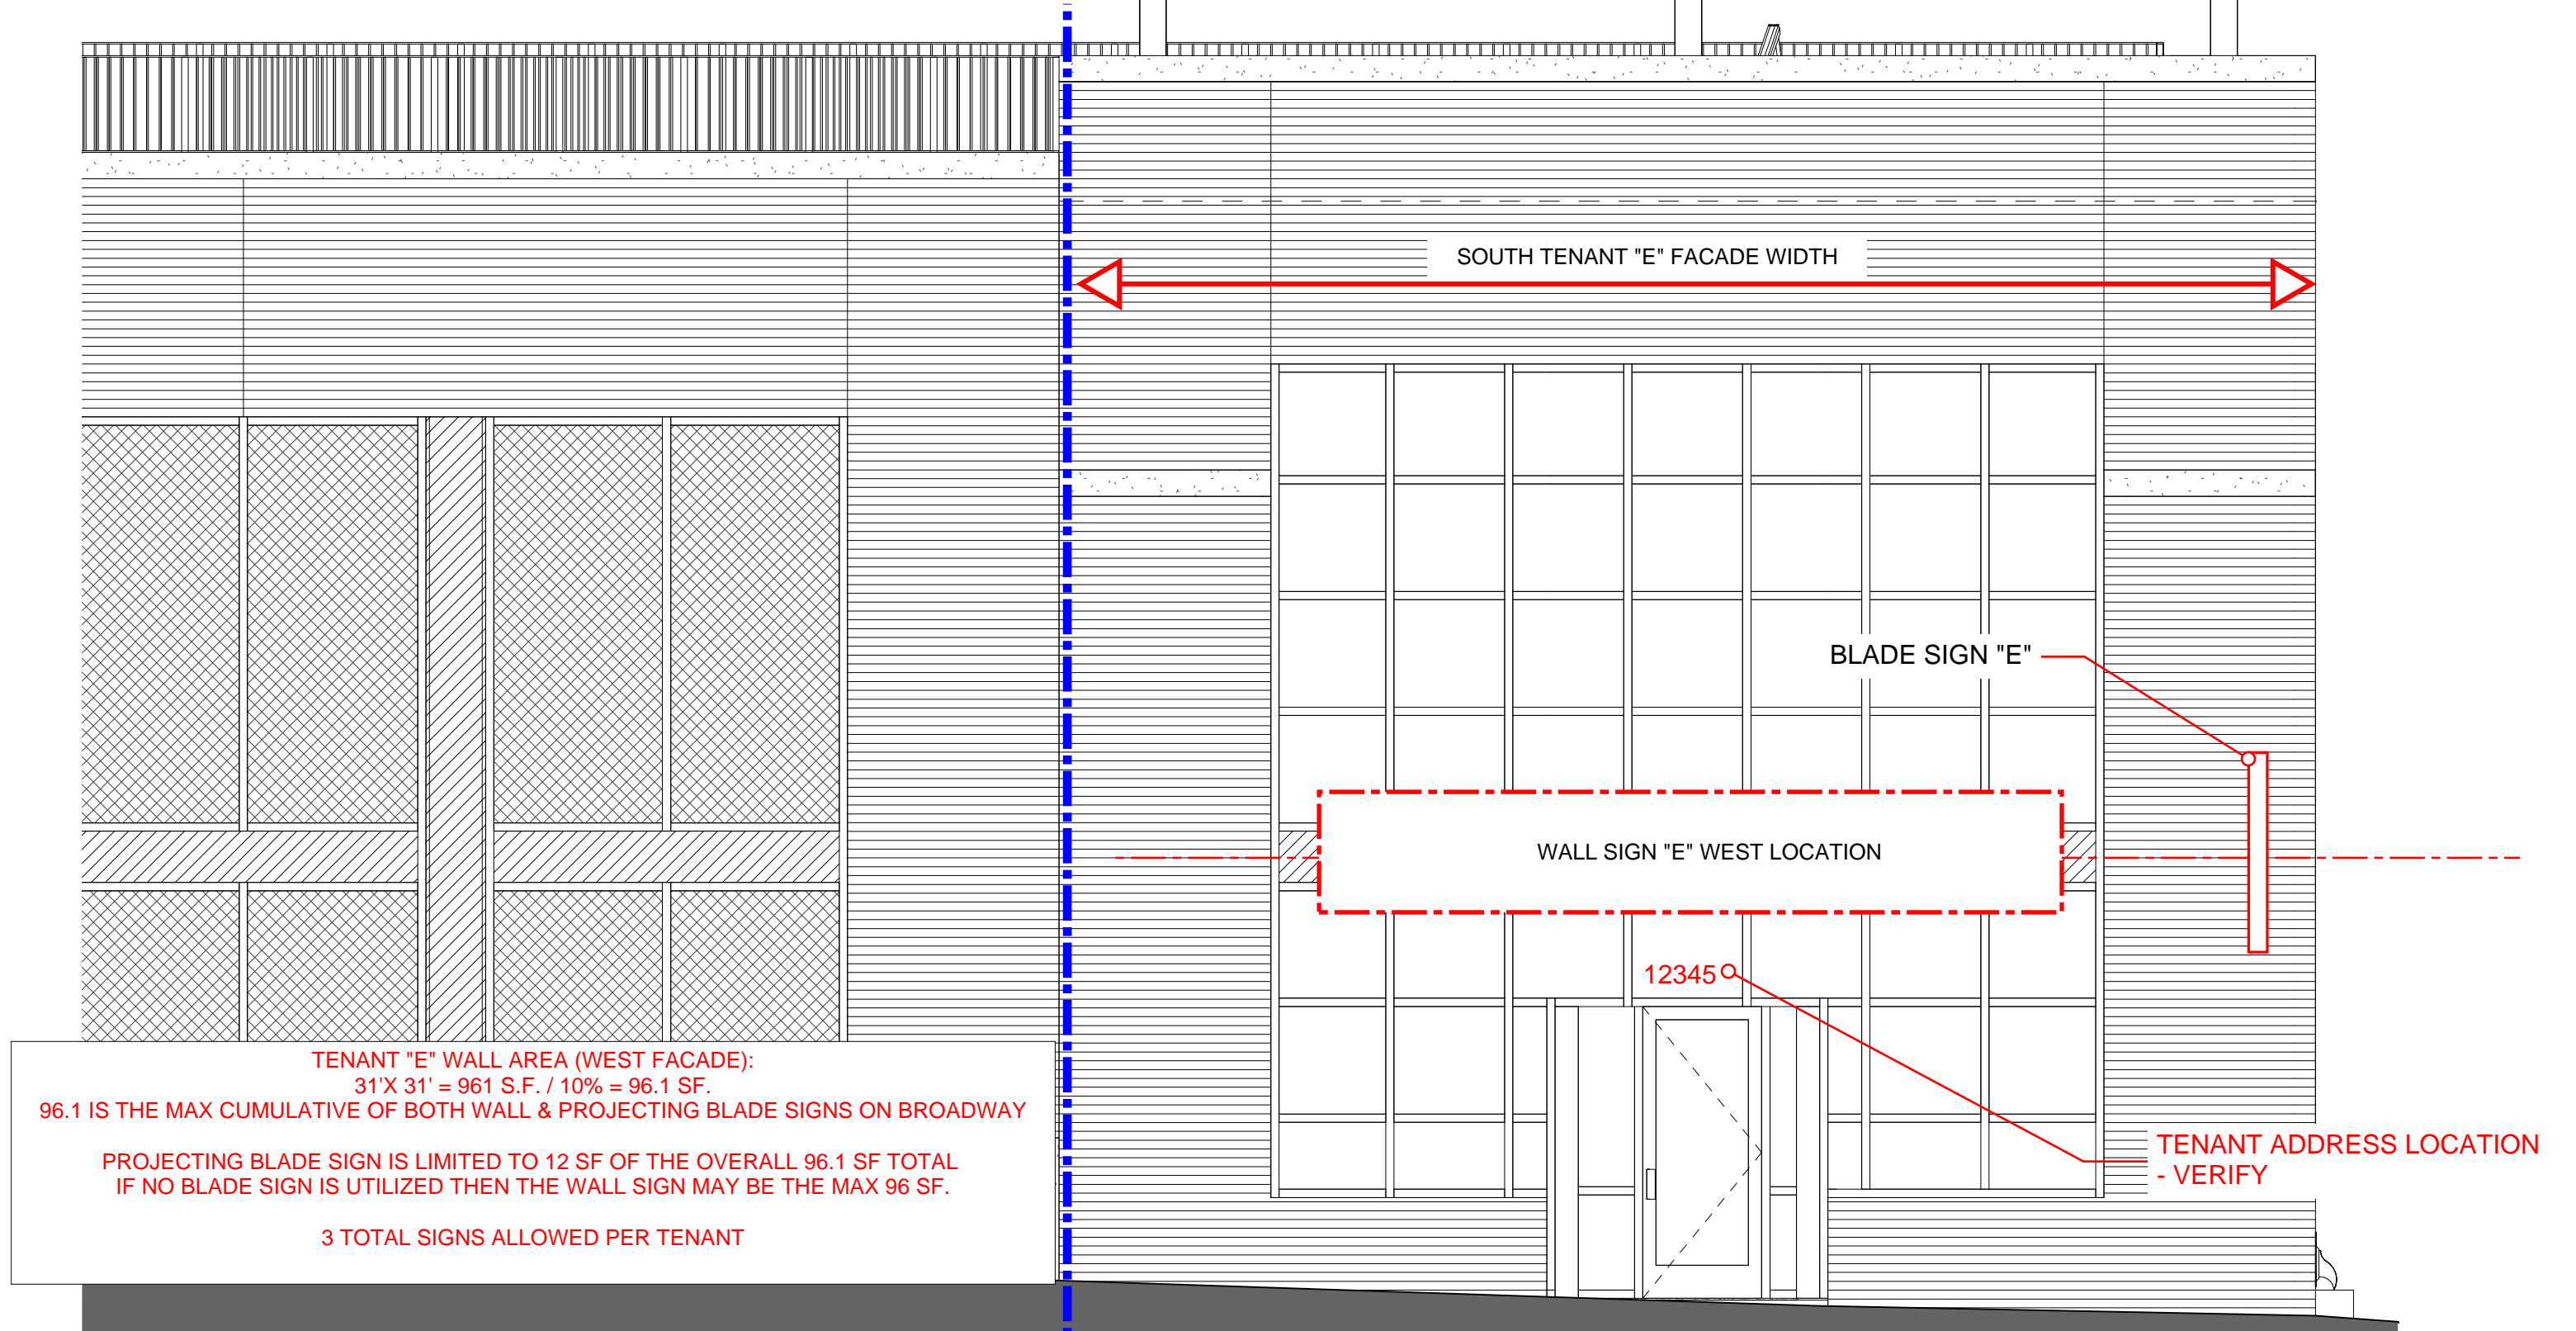 SOUTH TENANT "E" FACADE WIDTH
BLADE SIGN "E"
WALL SIGN "E" WEST LOCATION
12345
TENANT ADDRESS LOCATION
- VERIFY
TENANT "E" WALL AREA (WEST FACADE):
31'X 31' = 961 S.F. / 10% = 96.1 SF.
96.1 IS THE MAX CUMULATIVE OF BOTH WALL & PROJECTING BLADE SIGNS ON BROADWAY
PROJECTING BLADE SIGN IS LIMITED TO 12 SF OF THE OVERALL 96.1 SF TOTAL
IF NO BLADE SIGN IS UTILIZED THEN THE WALL SIGN MAY BE THE MAX 96 SF.
3 TOTAL SIGNS ALLOWED PER TENANT